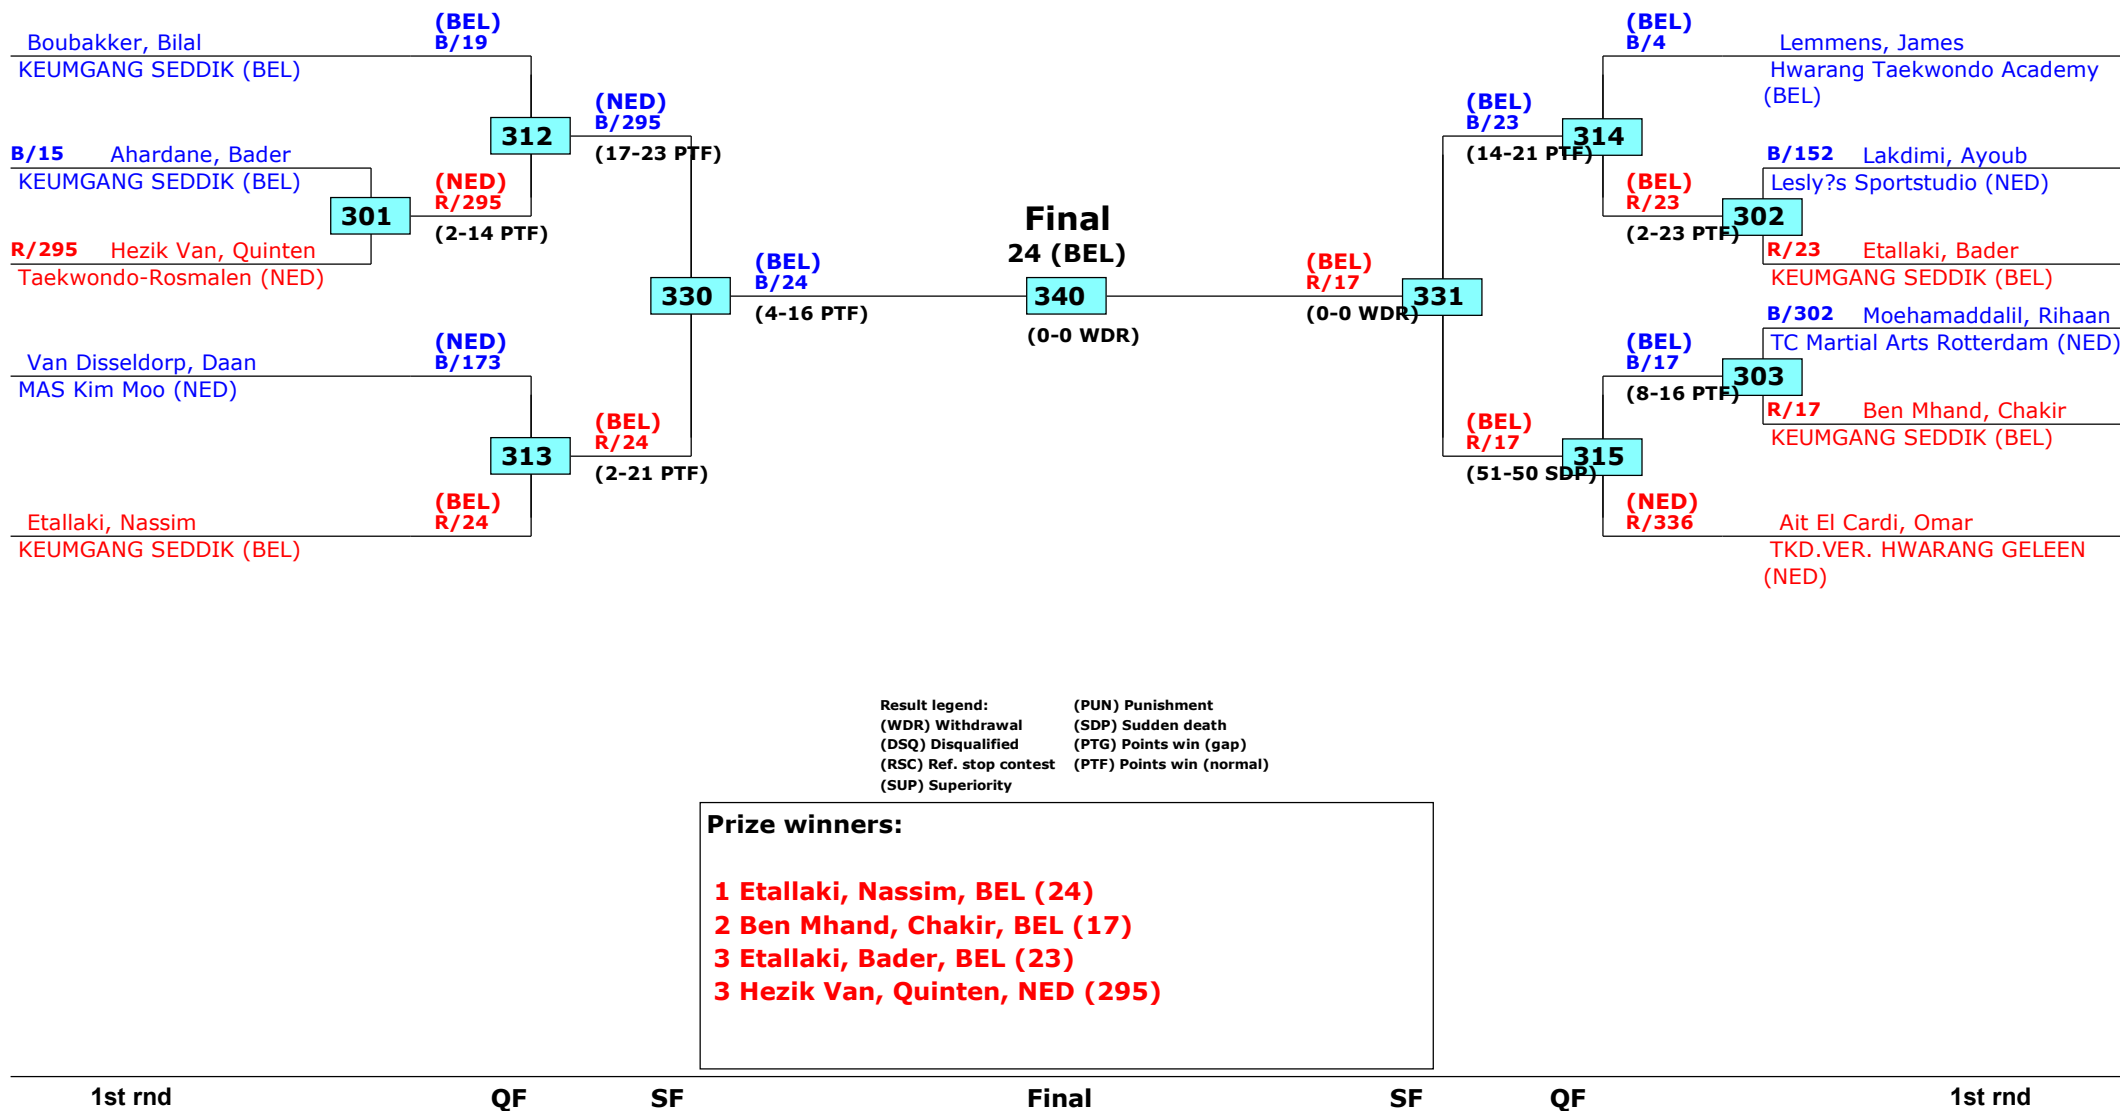 (BEL)
B/19
Boubakker, Bilal
KEUMGANG SEDDIK (BEL)
312
(NED)
B/295
(17-23 PTF)
B/15 Ahardane, Bader
KEUMGANG SEDDIK (BEL)
301
(NED)
R/295
(2-14 PTF)
R/295 Hezik Van, Quinten
Taekwondo-Rosmalen (NED)
330
(BEL)
B/24
(4-16 PTF)
(NED)
B/173
Van Disseldorp, Daan
MAS Kim Moo (NED)
313
(BEL)
R/24
(2-21 PTF)
(BEL)
R/24
Etallaki, Nassim
KEUMGANG SEDDIK (BEL)
Final
24 (BEL)
340
(0-0 WDR)
(BEL)
R/17
(0-0 WDR)
331
(BEL)
B/23
(14-21 PTF)
314
(BEL)
B/4
Lemmens, James
Hwarang Taekwondo Academy
(BEL)
B/152 Lakdimi, Ayoub
Lesly?s Sportstudio (NED)
(BEL)
R/23
(2-23 PTF)
302
R/23 Etallaki, Bader
KEUMGANG SEDDIK (BEL)
B/302 Moehamaddalil, Rihaan
TC Martial Arts Rotterdam (NED)
(BEL)
B/17
(8-16 PTF)
303
R/17 Ben Mhand, Chakir
KEUMGANG SEDDIK (BEL)
(BEL)
R/17
(51-50 SDP)
315
(NED)
R/336
Ait El Cardi, Omar
TKD.VER. HWARANG GELEEN
(NED)
Result legend: (PUN) Punishment
(WDR) Withdrawal (SDP) Sudden death
(DSQ) Disqualified (PTG) Points win (gap)
(RSC) Ref. stop contest (PTF) Points win (normal)
(SUP) Superiority
Prize winners:
1 Etallaki, Nassim, BEL (24)
2 Ben Mhand, Chakir, BEL (17)
3 Etallaki, Bader, BEL (23)
3 Hezik Van, Quinten, NED (295)
1st rnd QF SF Final SF QF 1st rnd